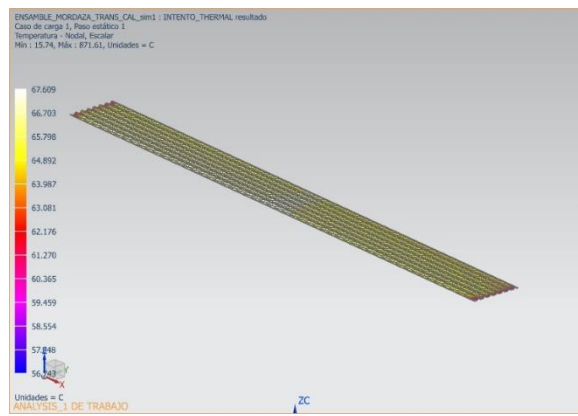 ENSAMBLE_MORDAZA_TRANS_CAL_sim1 : INTENTO_THERMAL resultado
Caso de carga 1, Paso estático 1
Temperatura - Nodal, Escalar
Mín : 15.74, Máx : 871.61, Unidades = C
67.609
66.703
65.798
64.892
63.987
63.081
62.176
61.270
60.365
59.459
58.554
X
Unidades = C
ANALYSIS_1 DE TRABAJO
ZC